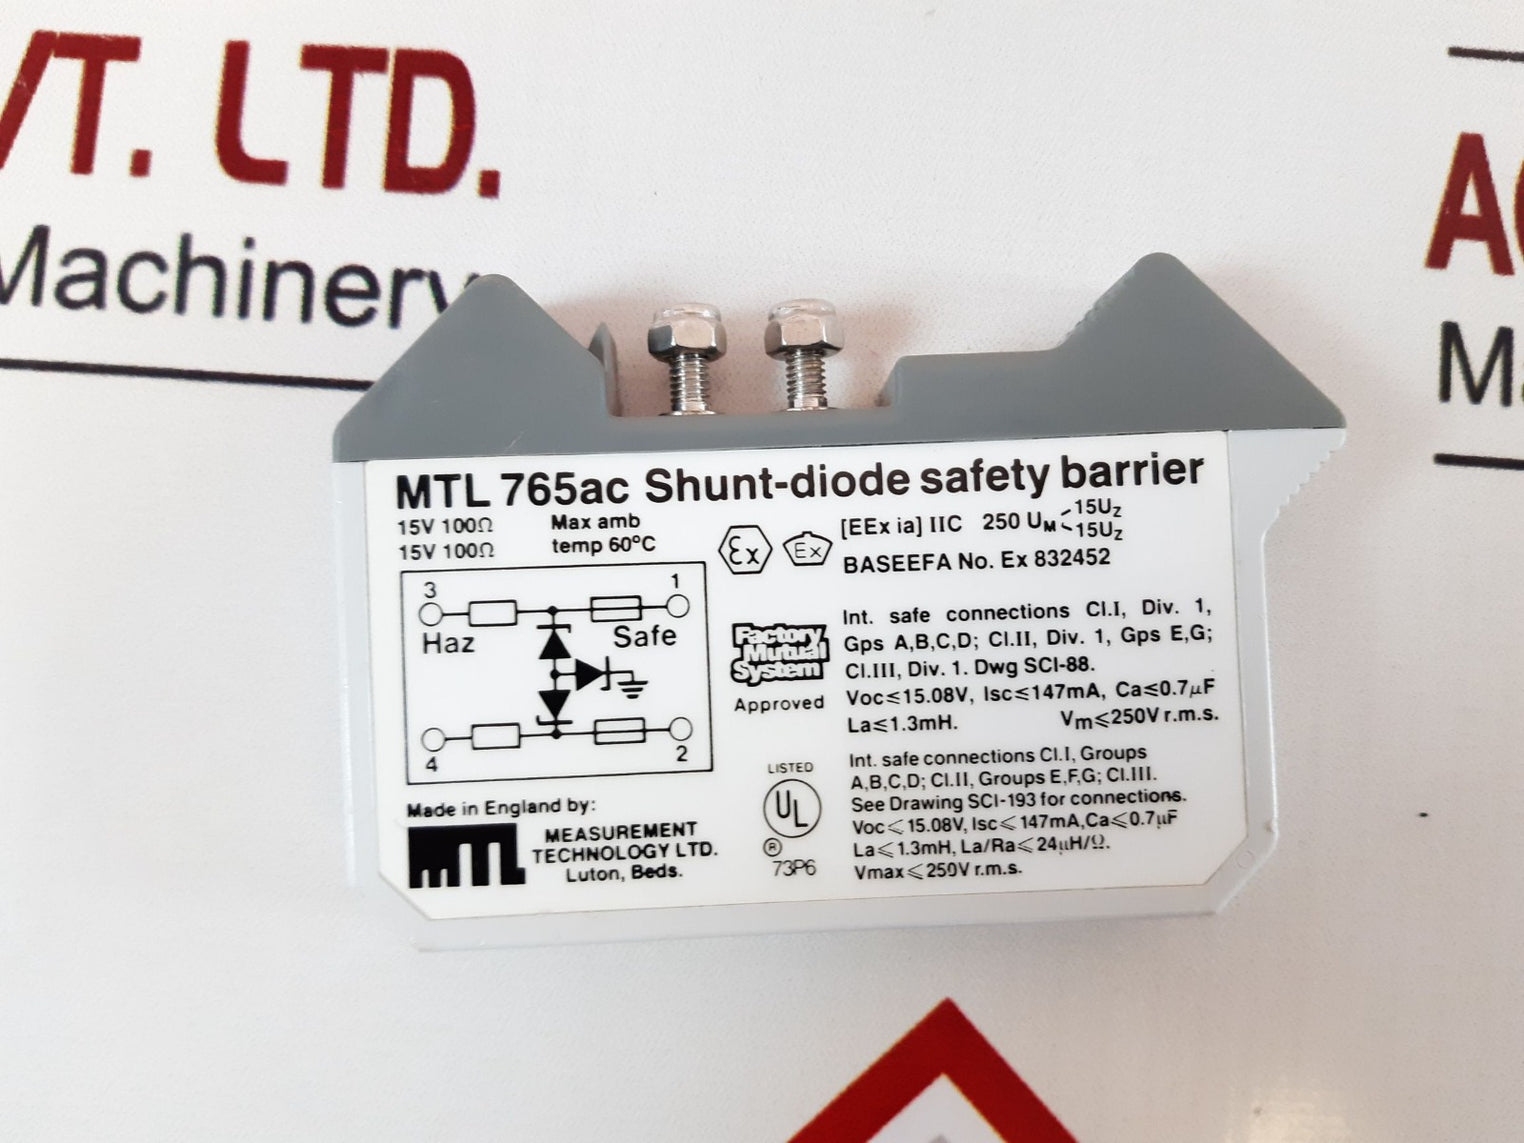 VT. LTD.
Machinery
A
M
MTL 765ac Shunt-diode safety barrier
15V 100Ω
15V 100Ω
Max amb
temp 60°C
Ex
Ex
[EEx ia] IIC 250 UM 15UZ
15UZ
BASEEFA No. Ex 832452
3
1
Haz
Safe
4
2
Factory
Mutual
System
Approved
Int. safe connections Cl.I, Div. 1,
Gps A,B,C,D; Cl.II, Div. 1, Gps E,G;
Cl.III, Div. 1. Dwg SCI-88.
Voc≤15.08V, Isc≤147mA, Ca≤0.7μF
La≤1.3mH. Vm≤250V r.m.s.
LISTED
UL
®
73P6
Int. safe connections Cl.I, Groups
A,B,C,D; Cl.II, Groups E,F,G; Cl.III.
See Drawing SCI-193 for connections.
Voc≤15.08V, Isc≤147mA,Ca≤0.7μF
La≤1.3mH, La/Ra≤24μH/Ω.
Vmax≤250V r.m.s.
Made in England by:
MTL
MEASUREMENT
TECHNOLOGY LTD.
Luton, Beds.